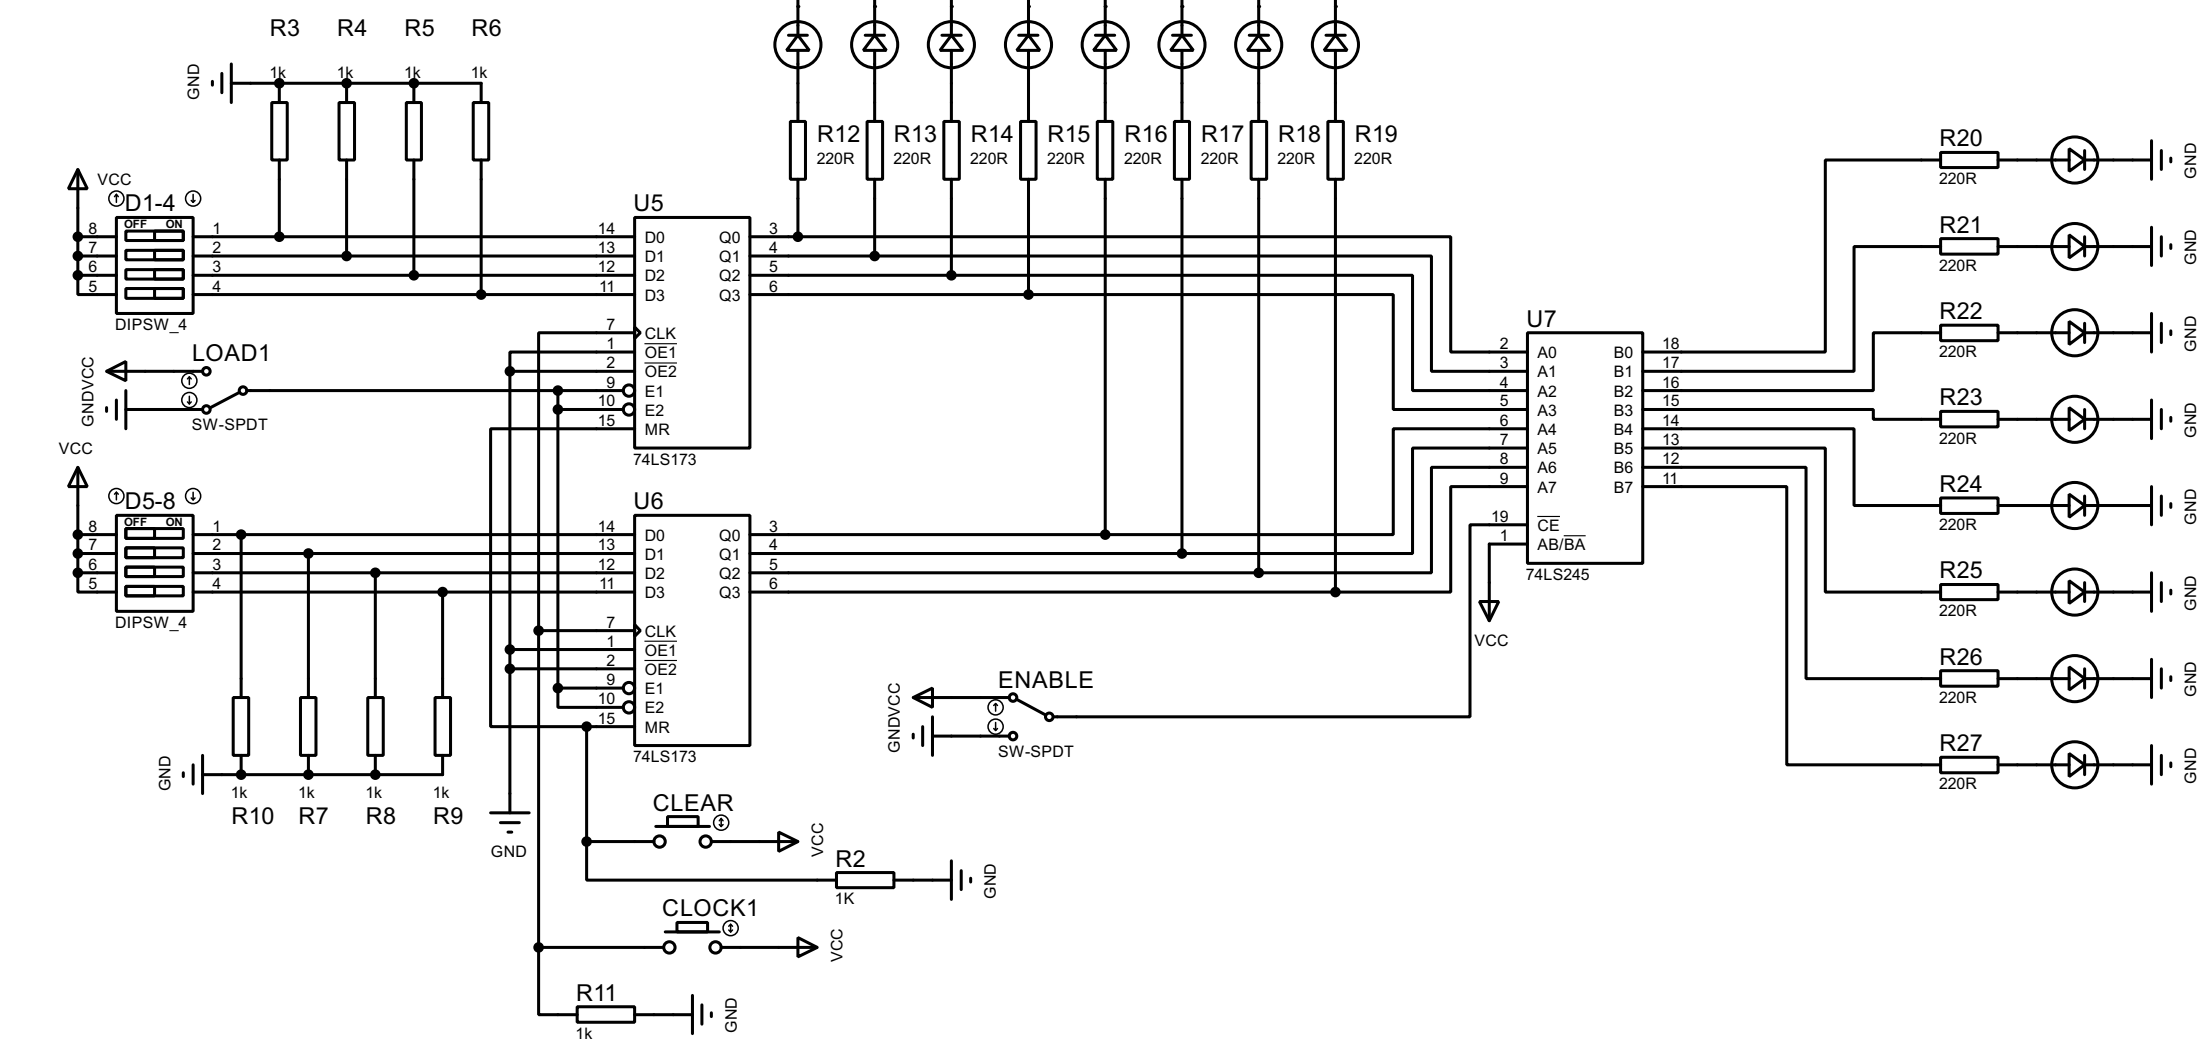 R3 R4 R5 R6
1k 1k 1k 1k
GND
R12 R13 R14 R15 R16 R17 R18 R19
220R 220R 220R 220R 220R 220R 220R 220R
VCC
D1-4
OFF ON
8 1
7 2
6 3
5 4
DIPSW_4
U5
14 D0 Q0 3
13 D1 Q1 4
12 D2 Q2 5
11 D3 Q3 6
7 CLK
1 OE1
2 OE2
9 E1
10 E2
15 MR
74LS173
LOAD1
GNDVCC
SW-SPDT
VCC
D5-8
OFF ON
8 1
7 2
6 3
5 4
DIPSW_4
U6
14 D0 Q0 3
13 D1 Q1 4
12 D2 Q2 5
11 D3 Q3 6
7 CLK
1 OE1
2 OE2
9 E1
10 E2
15 MR
74LS173
GND
1k 1k 1k 1k
R10 R7 R8 R9
GND
CLEAR
VCC
R2
1K
GND
CLOCK1
VCC
R11
1k
GND
ENABLE
GNDVCC
SW-SPDT
U7
2 A0 B0 18
3 A1 B1 17
4 A2 B2 16
5 A3 B3 15
6 A4 B4 14
7 A5 B5 13
8 A6 B6 12
9 A7 B7 11
19 CE
1 AB/BA
74LS245
VCC
R20
220R
GND
R21
220R
GND
R22
220R
GND
R23
220R
GND
R24
220R
GND
R25
220R
GND
R26
220R
GND
R27
220R
GND